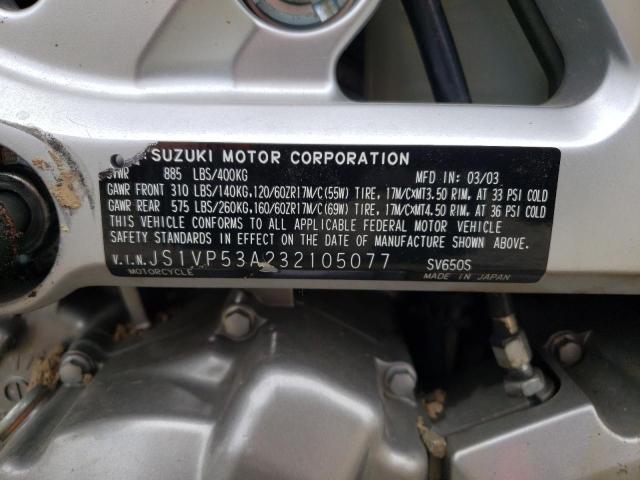 SUZUKI MOTOR CORPORATION
GVWR 885 LBS/400KG MFD IN: 03/03
GAWR FRONT 310 LBS/140KG,120/60ZR17M/C(55W) TIRE, 17M/CXMT3.50 RIM, AT 33 PSI COLD
GAWR REAR 575 LBS/260KG,160/60ZR17M/C(69W) TIRE, 17M/CXMT4.50 RIM, AT 36 PSI COLD
THIS VEHICLE CONFORMS TO ALL APPLICABLE FEDERAL MOTOR VEHICLE
SAFETY STANDARDS IN EFFECT ON THE DATE OF MANUFACTURE SHOWN ABOVE.
V.I.N.JS1VP53A232105077 SV650S
MOTORCYCLE MADE IN JAPAN